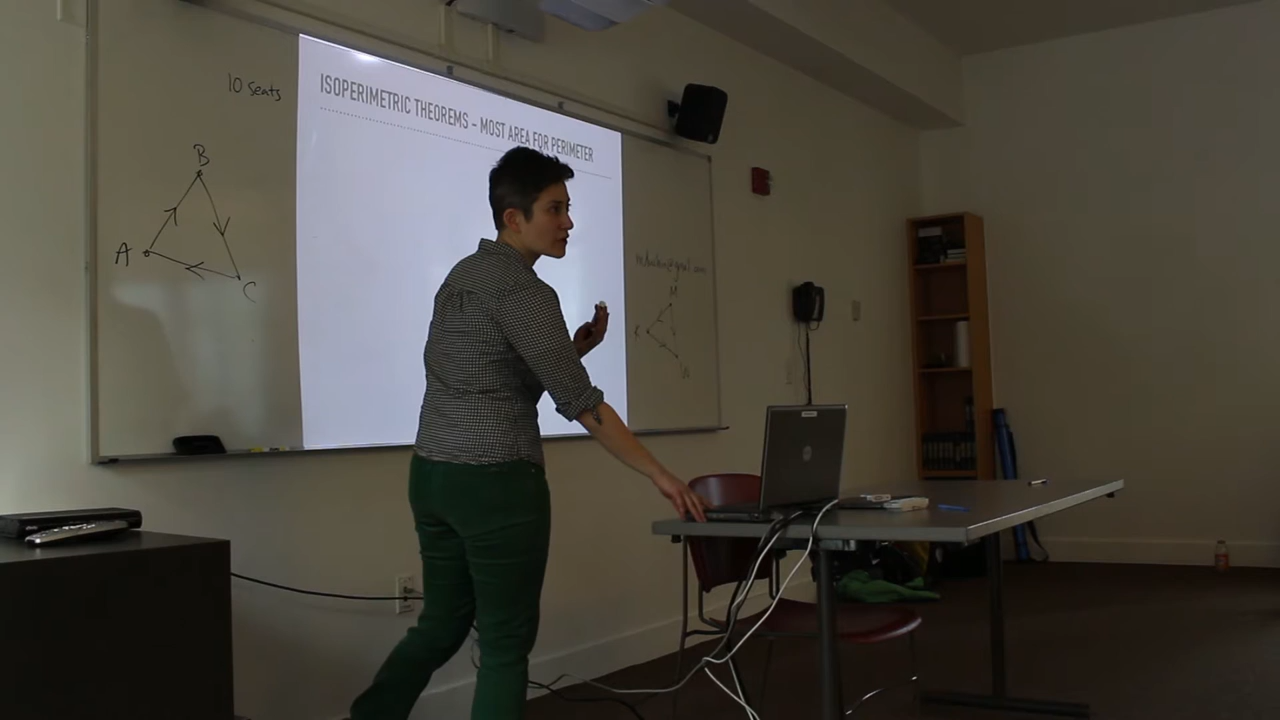 10 seats
ISOPERIMETRIC THEOREMS – MOST AREA FOR PERIMETER
B
A
C
M
K